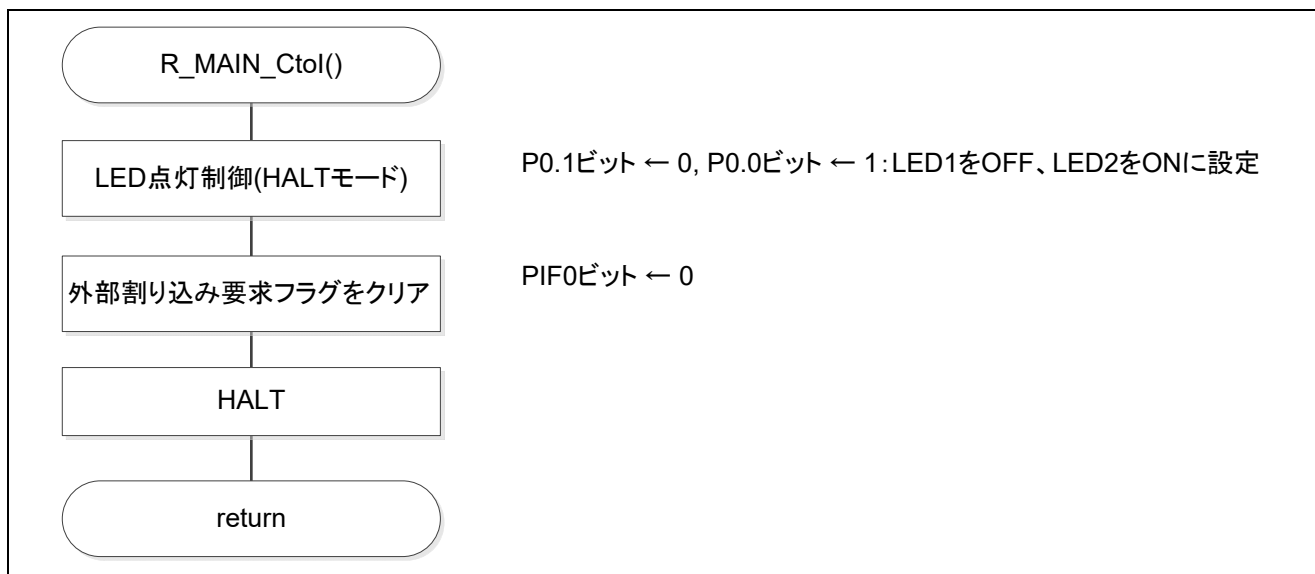 R_MAIN_CtoI()
LED点灯制御(HALTモード)
P0.1ビット ← 0, P0.0ビット ← 1：LED1をOFF、LED2をONに設定
外部割り込み要求フラグをクリア
PIF0ビット ← 0
HALT
return